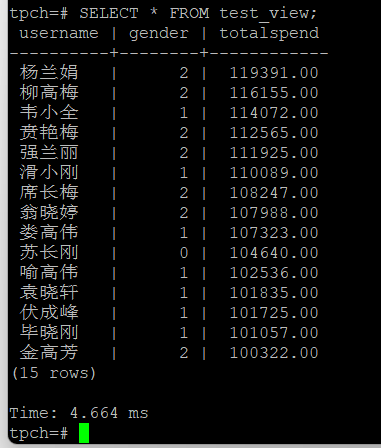 tpch=# SELECT * FROM test_view;
username | gender | totalspend
----------+--------+------------
杨兰娟 | 2 | 119391.00
柳高梅 | 2 | 116155.00
韦小全 | 1 | 114072.00
贲艳梅 | 2 | 112565.00
强兰丽 | 2 | 111925.00
滑小刚 | 1 | 110089.00
席长梅 | 2 | 108247.00
翁晓婷 | 2 | 107988.00
娄高伟 | 1 | 107323.00
苏长刚 | 0 | 104640.00
喻高伟 | 1 | 102536.00
袁晓轩 | 1 | 101835.00
伏成峰 | 1 | 101725.00
毕晓刚 | 1 | 101057.00
金高芳 | 2 | 100322.00
(15 rows)
Time: 4.664 ms
tpch=#